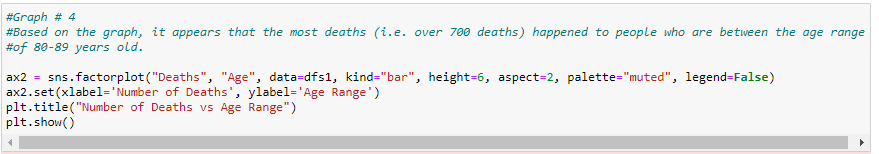 #Graph # 4
#Based on the graph, it appears that the most deaths (i.e. over 700 deaths) happened to people who are between the age range
#of 80-89 years old.
ax2 = sns.factorplot("Deaths", "Age", data=dfs1, kind="bar", height=6, aspect=2, palette="muted", legend=False)
ax2.set(xlabel='Number of Deaths', ylabel='Age Range')
plt.title("Number of Deaths vs Age Range")
plt.show()